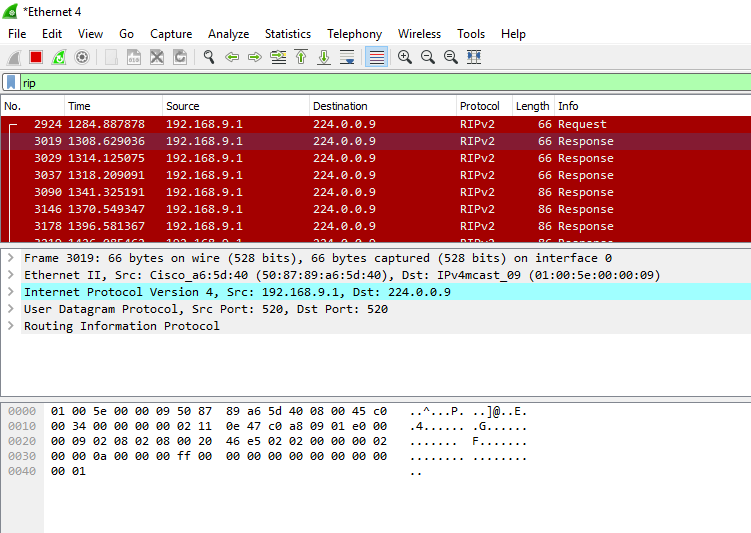 *Ethernet 4
File Edit View Go Capture Analyze Statistics Telephony Wireless Tools Help
rip
No. Time Source Destination Protocol Length Info
2924 1284.887878 192.168.9.1 224.0.0.9 RIPv2 66 Request
3019 1308.629036 192.168.9.1 224.0.0.9 RIPv2 66 Response
3029 1314.125075 192.168.9.1 224.0.0.9 RIPv2 66 Response
3037 1318.209091 192.168.9.1 224.0.0.9 RIPv2 66 Response
3090 1341.325191 192.168.9.1 224.0.0.9 RIPv2 86 Response
3146 1370.549347 192.168.9.1 224.0.0.9 RIPv2 86 Response
3178 1396.581367 192.168.9.1 224.0.0.9 RIPv2 86 Response
192.168.9.1 224.0.0.9 RIPv2 86 Response
Frame 3019: 66 bytes on wire (528 bits), 66 bytes captured (528 bits) on interface 0
Ethernet II, Src: Cisco_a6:5d:40 (50:87:89:a6:5d:40), Dst: IPv4mcast_09 (01:00:5e:00:00:09)
Internet Protocol Version 4, Src: 192.168.9.1, Dst: 224.0.0.9
User Datagram Protocol, Src Port: 520, Dst Port: 520
Routing Information Protocol
0000 01 00 5e 00 00 09 50 87 89 a6 5d 40 08 00 45 c0 ..^...P. ..]@..E.
0010 00 34 00 00 00 00 02 11 0e 47 c0 a8 09 01 e0 00 .4...... .G......
0020 00 09 02 08 02 08 00 20 46 e5 02 02 00 00 00 02 ....... F.......
0030 00 00 0a 00 00 00 ff 00 00 00 00 00 00 00 00 00 ........ ........
0040 00 01 ..